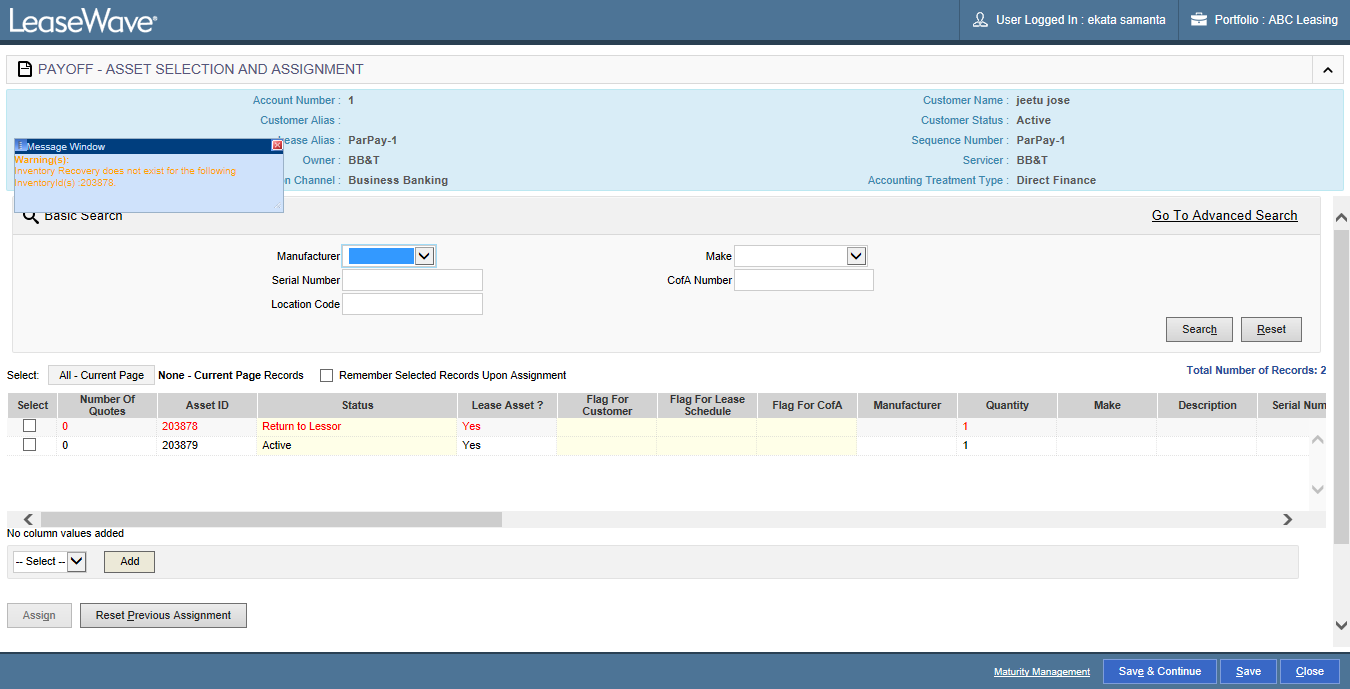 LeaseWave®
User Logged In : ekata samanta
Portfolio : ABC Leasing
PAYOFF - ASSET SELECTION AND ASSIGNMENT
Account Number : 1
Customer Name : jeetu jose
Customer Alias :
Customer Status : Active
ease Alias : ParPay-1
Sequence Number : ParPay-1
Owner : BB&T
Servicer : BB&T
n Channel : Business Banking
Accounting Treatment Type : Direct Finance
Message Window
Warning(s):
Inventory Recovery does not exist for the following
InventoryId(s) :203878.
Basic Search
Go To Advanced Search
Manufacturer
Make
Serial Number
CofA Number
Location Code
Search Reset
Select: All - Current Page None - Current Page Records Remember Selected Records Upon Assignment
Total Number of Records: 2
Select Number Of Quotes Asset ID Status Lease Asset ? Flag For Customer Flag For Lease Schedule Flag For CofA Manufacturer Quantity Make Description Serial Num
0 203878 Return to Lessor Yes 1
0 203879 Active Yes 1
No column values added
-- Select -- Add
Assign Reset Previous Assignment
Maturity Management Save & Continue Save Close